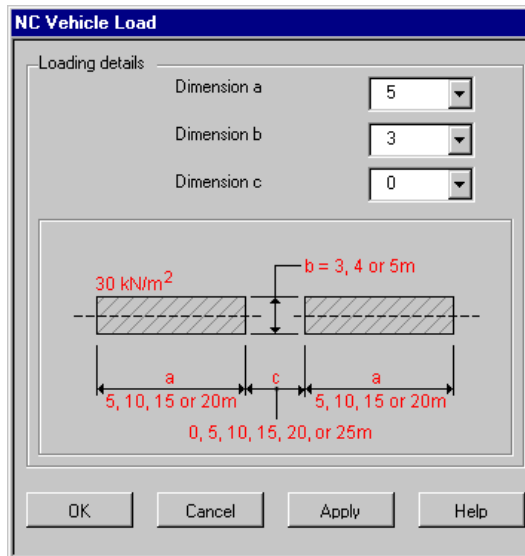 NC Vehicle Load
Loading details
Dimension a 5
Dimension b 3
Dimension c 0
b = 3, 4 or 5m
30 kN/m²
a c a
5, 10, 15 or 20m 5, 10, 15 or 20m
0, 5, 10, 15, 20, or 25m
OK Cancel Apply Help